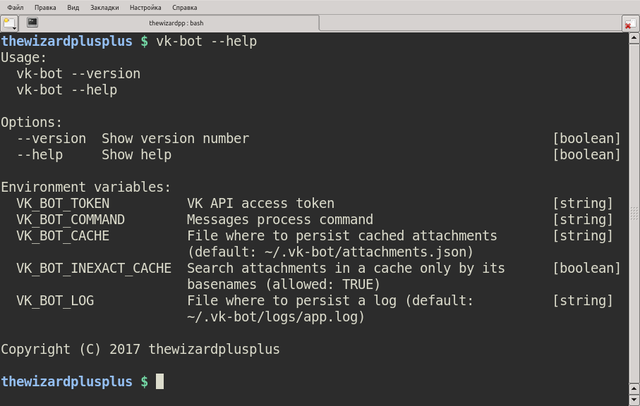 Файл Правка Вид Закладки Настройка Справка
thewizardpp : bash
thewizardplusplus $ vk-bot --help
Usage:
  vk-bot --version
  vk-bot --help

Options:
  --version  Show version number                                      [boolean]
  --help     Show help                                                [boolean]

Environment variables:
  VK_BOT_TOKEN          VK API access token                           [string]
  VK_BOT_COMMAND        Messages process command                      [string]
  VK_BOT_CACHE          File where to persist cached attachments      [string]
                        (default: ~/.vk-bot/attachments.json)
  VK_BOT_INEXACT_CACHE  Search attachments in a cache only by its     [boolean]
                        basenames (allowed: TRUE)
  VK_BOT_LOG            File where to persist a log (default:         [string]
                        ~/.vk-bot/logs/app.log)

Copyright (C) 2017 thewizardplusplus

thewizardplusplus $